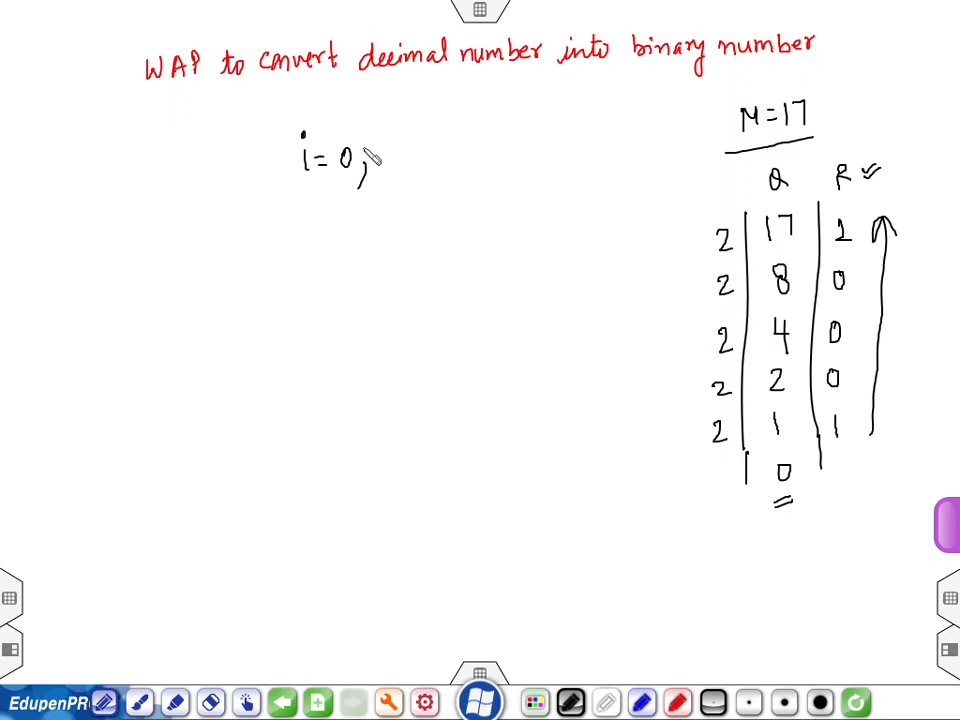 WAP to convert decimal number into binary number
N=17
i=0,
Q R
2 17 1
2 8 0
2 4 0
2 2 0
2 1 1
0
EdupenPR